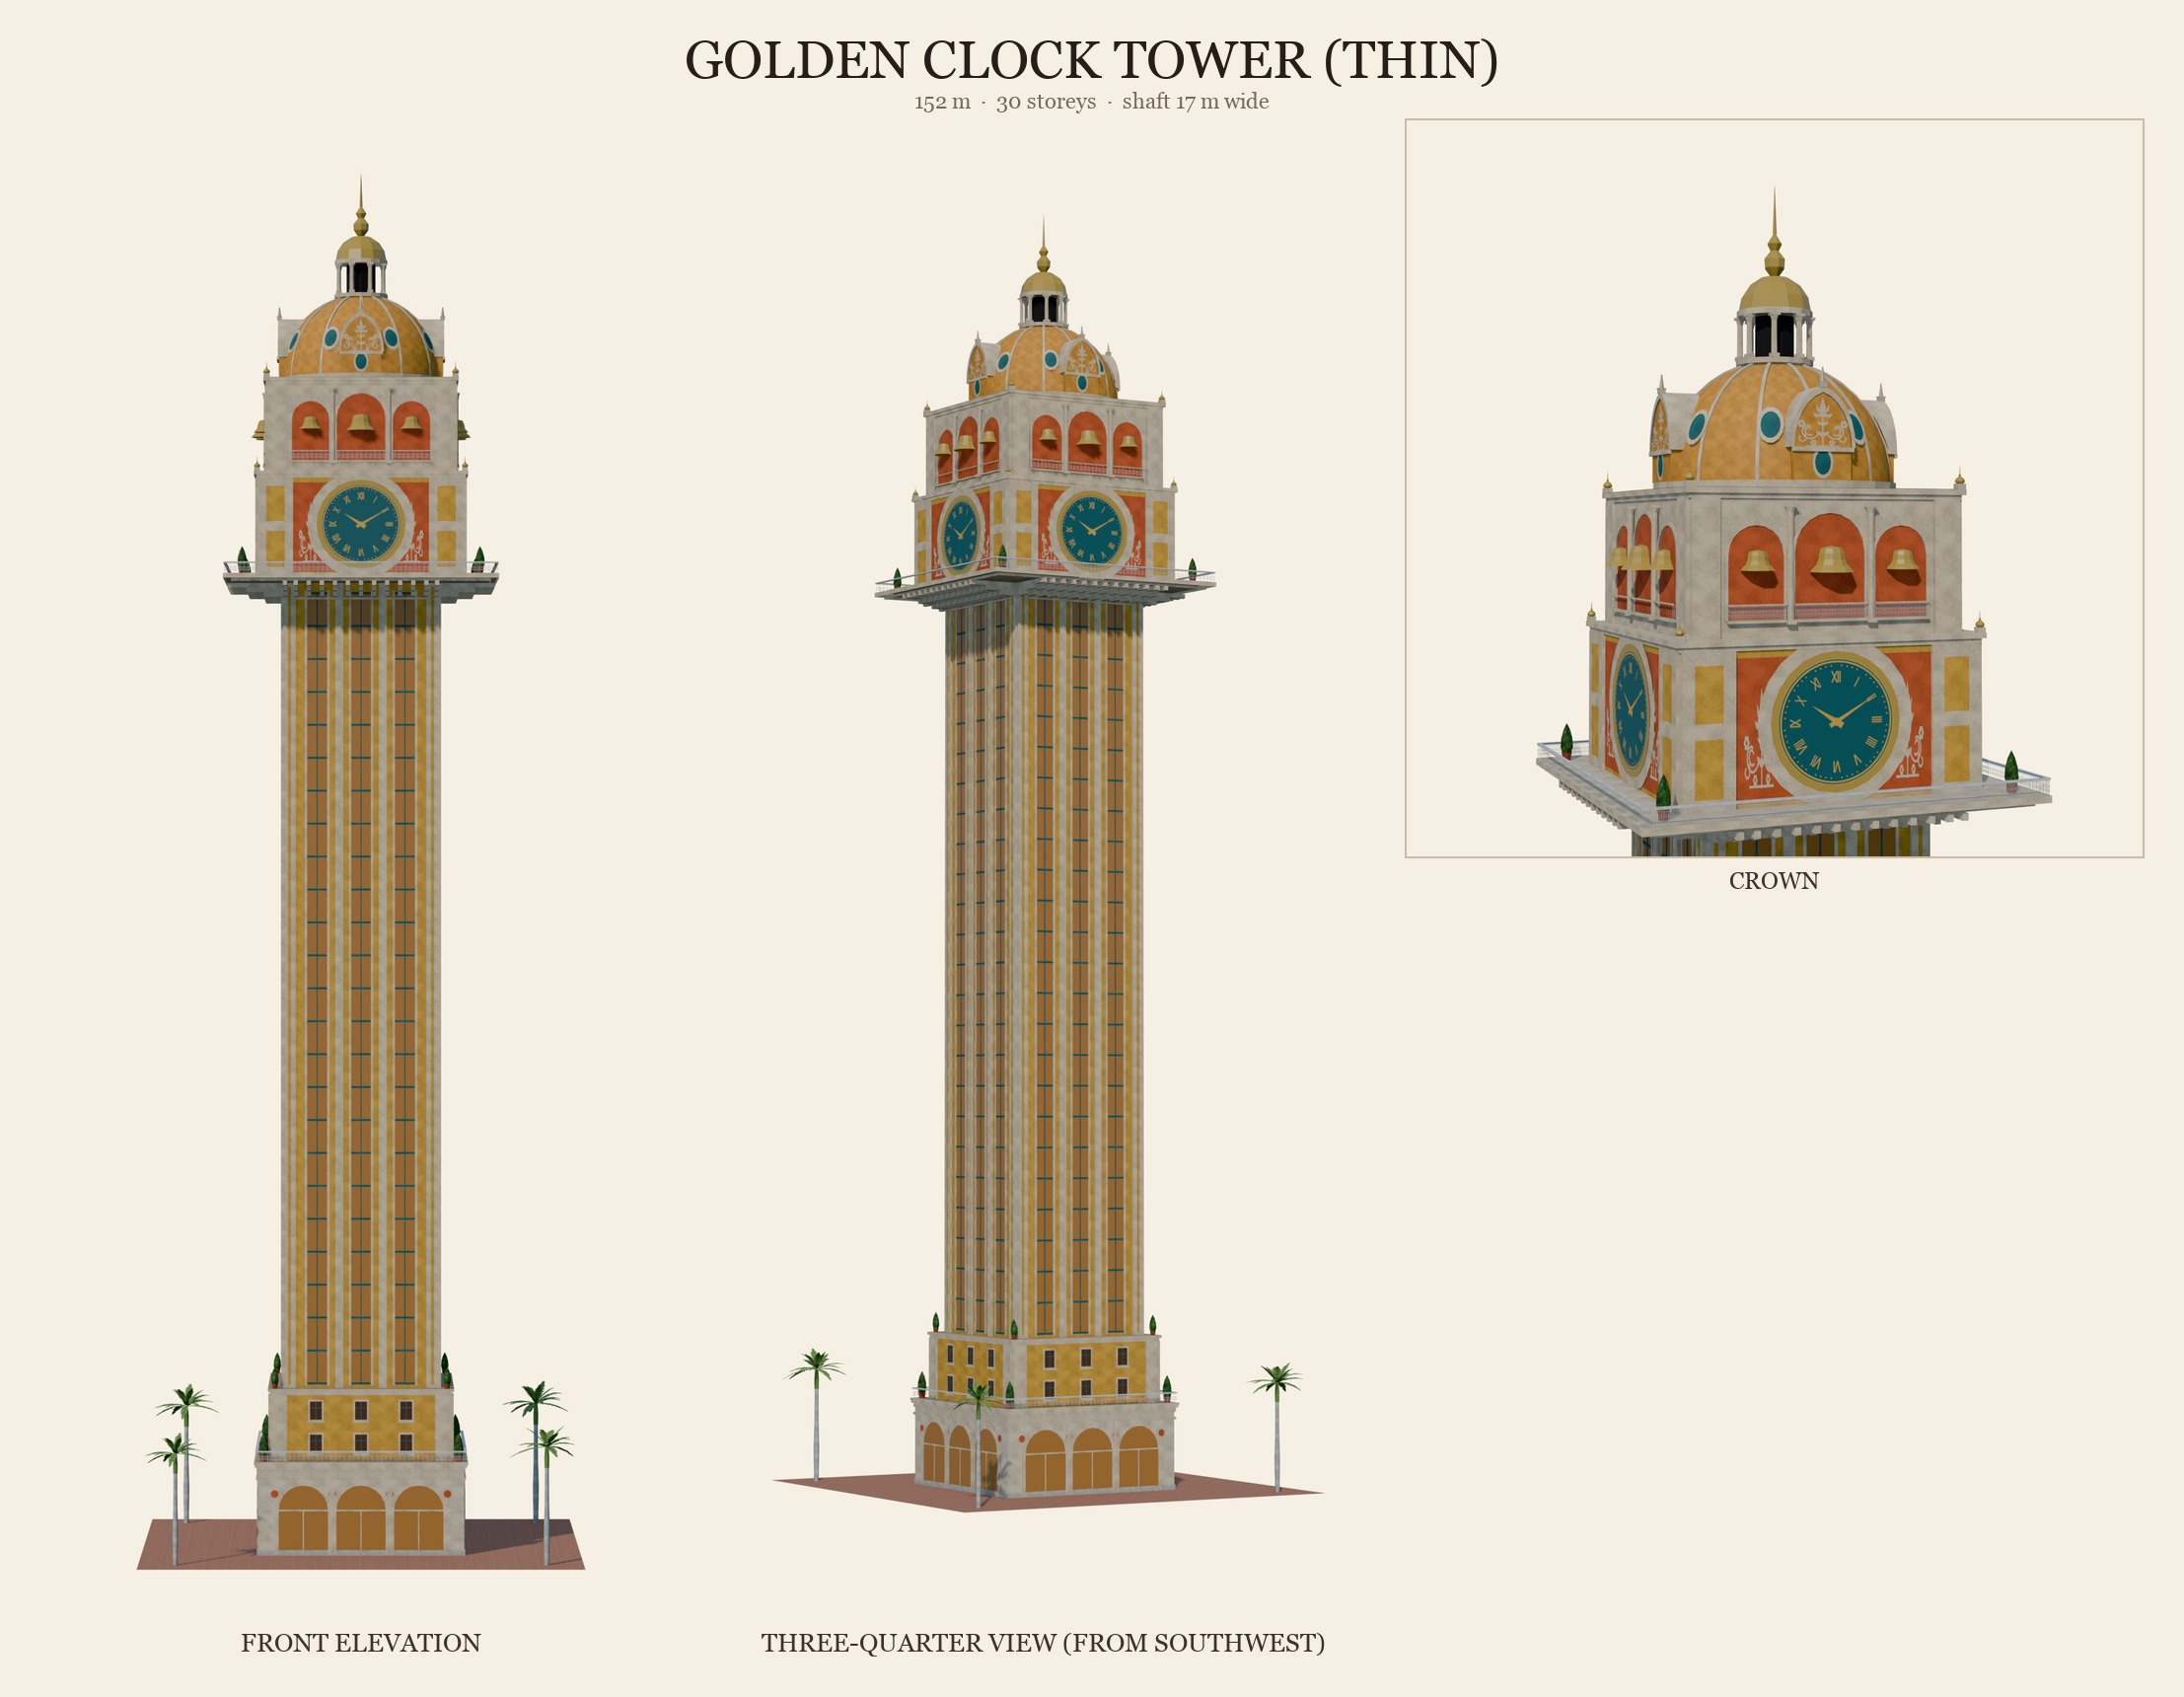 GOLDEN CLOCK TOWER (THIN)
152 m · 30 storeys · shaft 17 m wide
CROWN
FRONT ELEVATION
THREE-QUARTER VIEW (FROM SOUTHWEST)